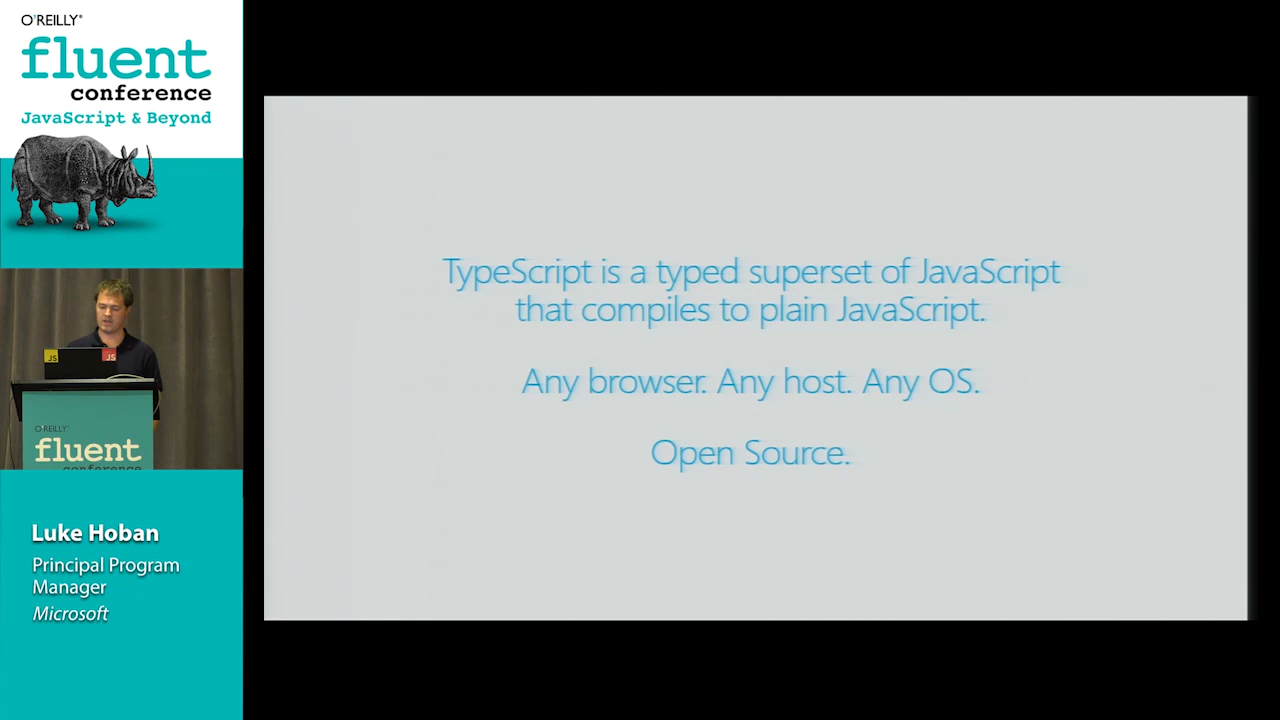 O'REILLY®
fluent
conference
JavaScript & Beyond
JS
JS
O'REILLY®
fluent
conference
Luke Hoban
Principal Program
Manager
Microsoft
TypeScript is a typed superset of JavaScript
that compiles to plain JavaScript.
Any browser. Any host. Any OS.
Open Source.